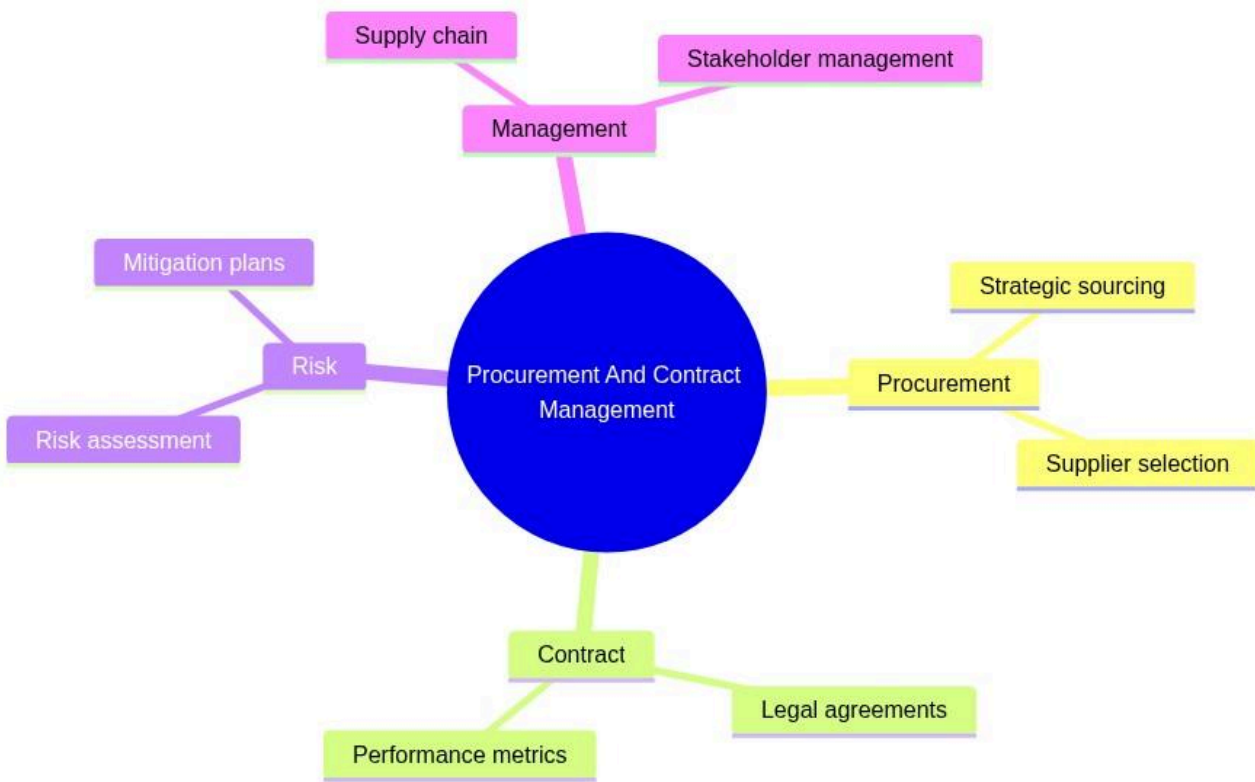 Supply chain
Stakeholder management
Management
Mitigation plans
Strategic sourcing
Risk
Procurement And Contract
Management
Procurement
Risk assessment
Supplier selection
Contract
Legal agreements
Performance metrics